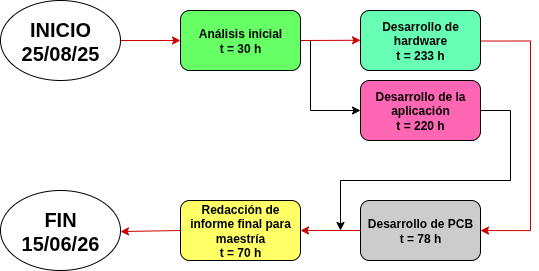 INICIO
25/08/25
Análisis inicial
t = 30 h
Desarrollo de
hardware
t = 233 h
Desarrollo de la
aplicación
t = 220 h
Desarrollo de PCB
t = 78 h
Redacción de
informe final para
maestría
t = 70 h
FIN
15/06/26